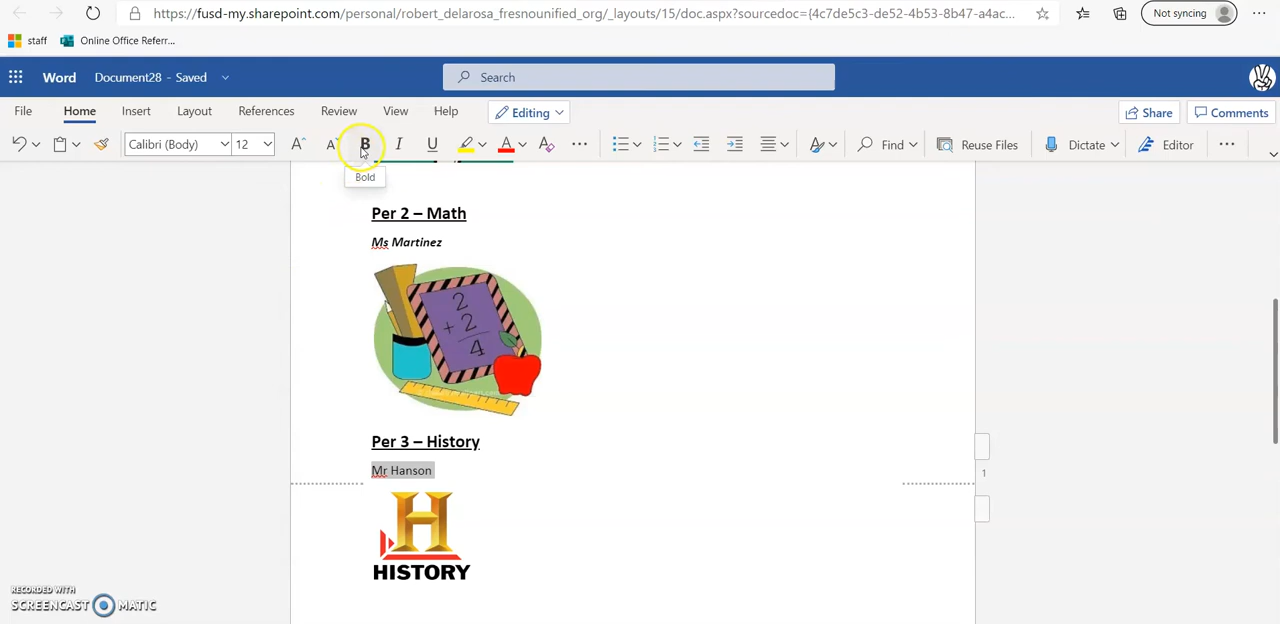 https://fusd-my.sharepoint.com/personal/robert_delarosa_fresnounified_org/_layouts/15/doc.aspx?sourcedoc={4c7de5c3-de52-4b53-8b47-a4ac...
Not syncing
staff
Online Office Referr...
Word
Document28 - Saved
Search
File
Home
Insert
Layout
References
Review
View
Help
Editing
Share
Comments
Calibri (Body)
12
A
A
B
I
U
A
A
Find
Reuse Files
Dictate
Editor
Bold
Per 2 – Math
Ms Martinez
2
+ 2
4
Per 3 – History
Mr Hanson
1
H
HISTORY
RECORDED WITH
SCREENCAST MATIC